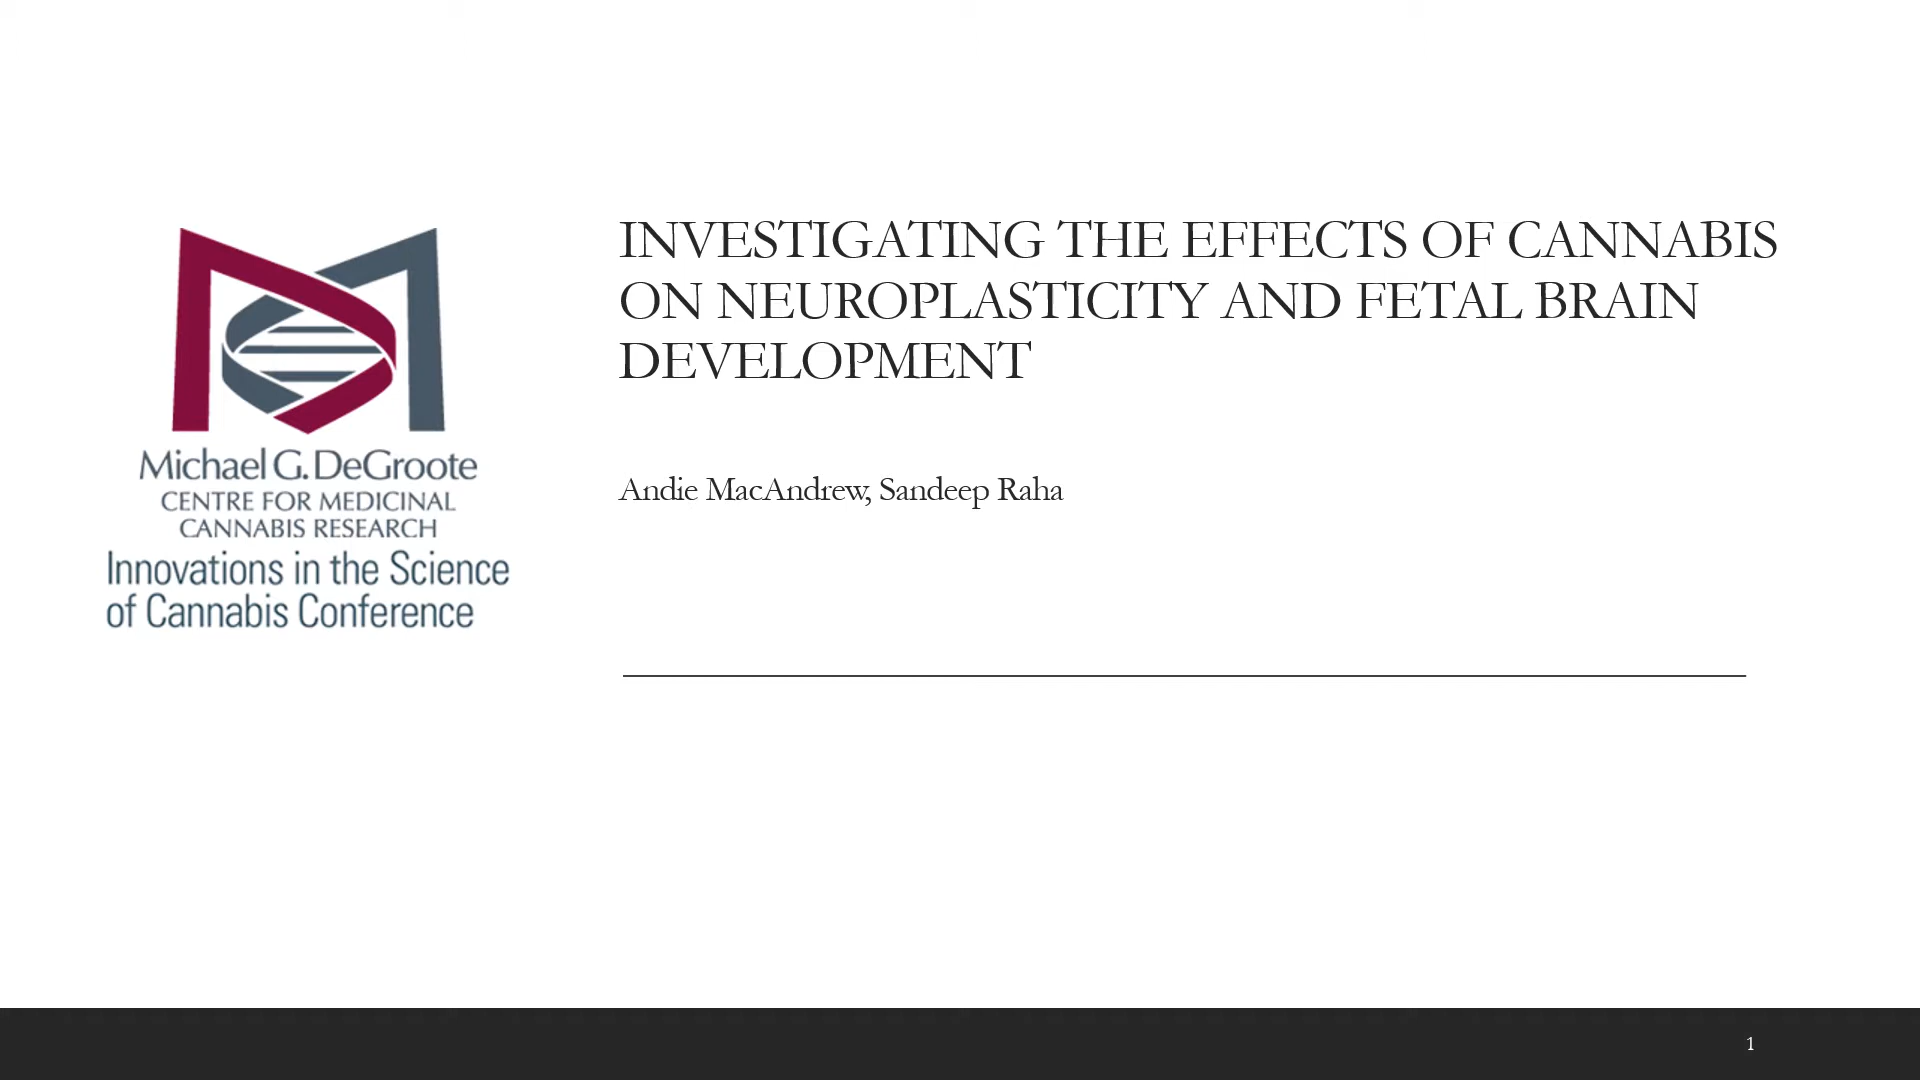 INVESTIGATING THE EFFECTS OF CANNABIS
ON NEUROPLASTICITY AND FETAL BRAIN
DEVELOPMENT
Andie MacAndrew, Sandeep Raha
Michael G. DeGroote
CENTRE FOR MEDICINAL
CANNABIS RESEARCH
Innovations in the Science
of Cannabis Conference
1